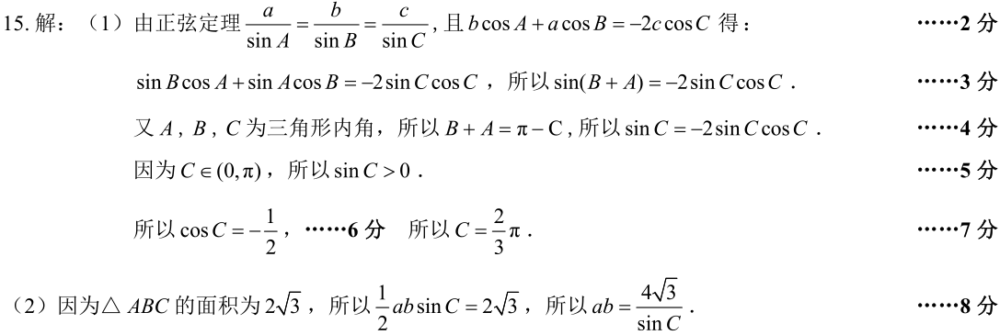 15. 解：（1）由正弦定理 $\frac{a}{\sin A}=\frac{b}{\sin B}=\frac{c}{\sin C}$ , 且 $b\cos A+a\cos B=-2c\cos C$ 得： ……2 分
$\sin B\cos A+\sin A\cos B=-2\sin C\cos C$ ，所以 $\sin(B+A)=-2\sin C\cos C$ . ……3 分
又 A , B , C 为三角形内角，所以 $B+A=\pi-\mathrm{C}$ , 所以 $\sin C=-2\sin C\cos C$ . ……4 分
因为 $C\in(0,\pi)$ ，所以 $\sin C>0$ . ……5 分
所以 $\cos C=-\frac{1}{2}$ ，……6 分 所以 $C=\frac{2}{3}\pi$ . ……7 分
（2）因为△ ABC 的面积为 $2\sqrt{3}$ ，所以 $\frac{1}{2}ab\sin C=2\sqrt{3}$ ，所以 $ab=\frac{4\sqrt{3}}{\sin C}$ . ……8 分